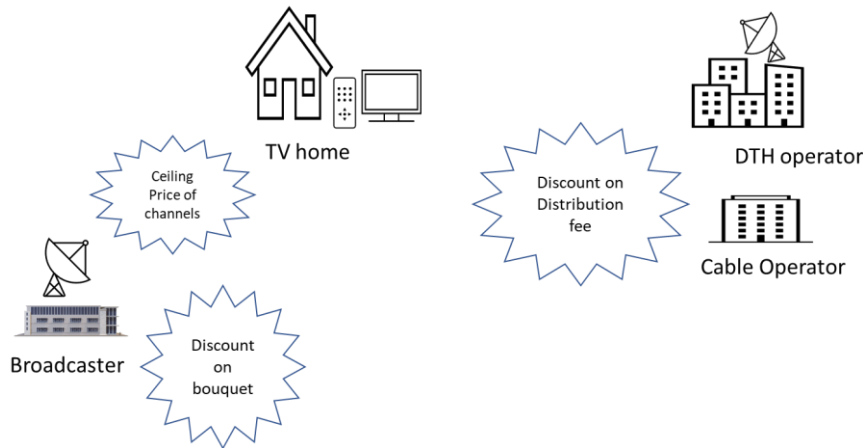 TV home
DTH operator
Ceiling
Price of
channels
Discount on
Distribution
fee
Cable Operator
Broadcaster
Discount
on
bouquet